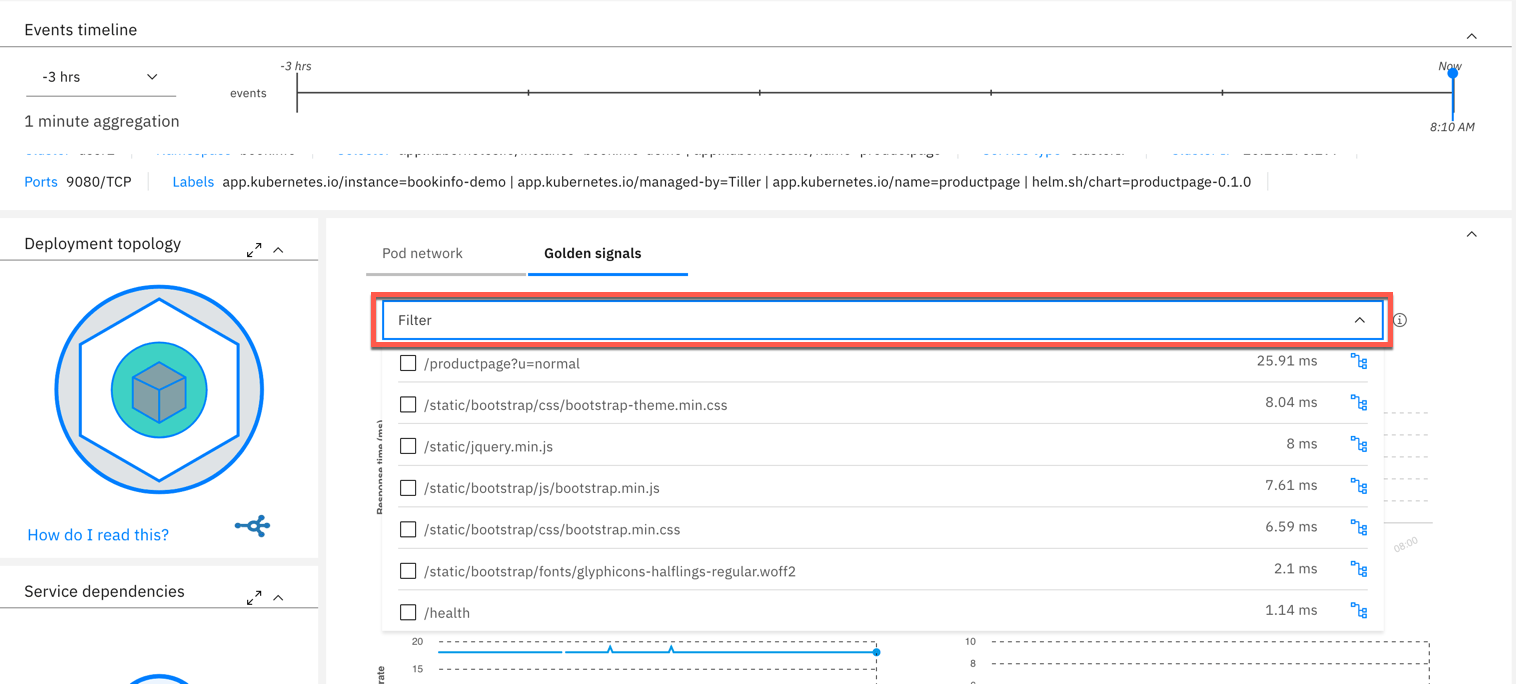 Events timeline
-3 hrs
-3 hrs
Now
events
1 minute aggregation
8:10 AM
Ports 9080/TCP Labels app.kubernetes.io/instance=bookinfo-demo | app.kubernetes.io/managed-by=Tiller | app.kubernetes.io/name=productpage | helm.sh/chart=productpage-0.1.0
Deployment topology
How do I read this?
Service dependencies
Pod network
Golden signals
Filter
/productpage?u=normal 25.91 ms
/static/bootstrap/css/bootstrap-theme.min.css 8.04 ms
/static/jquery.min.js 8 ms
/static/bootstrap/js/bootstrap.min.js 7.61 ms
/static/bootstrap/css/bootstrap.min.css 6.59 ms
/static/bootstrap/fonts/glyphicons-halflings-regular.woff2 2.1 ms
/health 1.14 ms
Response time (ms)
08:00
20
15
rate
10
8